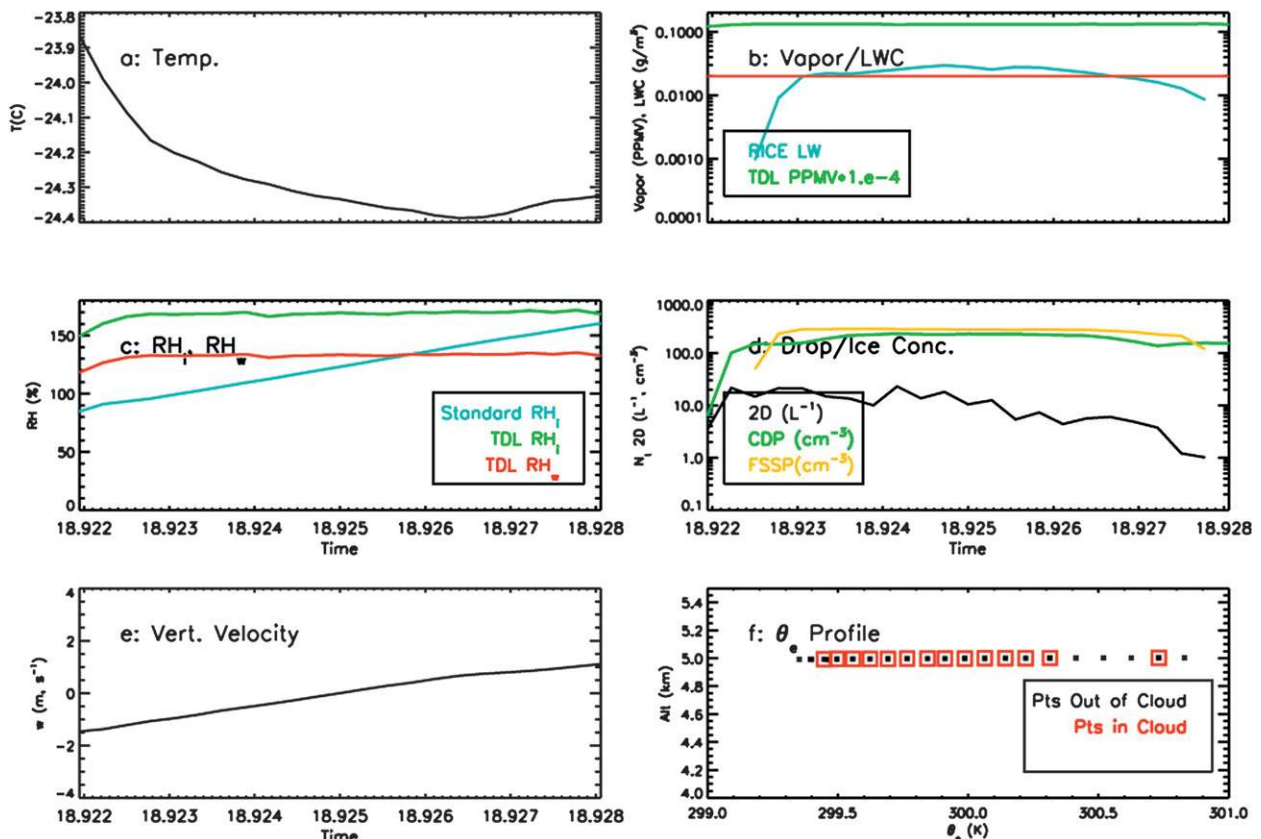 a: Temp.
T(C)
-23.8
-23.9
-24.0
-24.1
-24.2
-24.3
-24.4
b: Vapor/LWC
Vapor (PPMV), LWC (g/m³)
0.1000
0.0100
0.0010
0.0001
RICE LW
TDL PPMV*1.e-4
c: RHi, RHw
RH (%)
150
100
50
0
Standard RHi
TDL RHi
TDL RHw
18.922 18.923 18.924 18.925 18.926 18.927 18.928
Time
d: Drop/Ice Conc.
Ni 2D (L⁻¹, cm⁻³)
1000.0
100.0
10.0
1.0
0.1
2D (L⁻¹)
CDP (cm⁻³)
FSSP(cm⁻³)
18.922 18.923 18.924 18.925 18.926 18.927 18.928
Time
e: Vert. Velocity
w (m, s⁻¹)
4
2
0
-2
-4
18.922 18.923 18.924 18.925 18.926 18.927 18.928
Time
f: θe Profile
Alt (km)
5.4
5.2
5.0
4.8
4.6
4.4
4.2
4.0
Pts Out of Cloud
Pts in Cloud
299.0 299.5 300.0 300.5 301.0
θe (K)